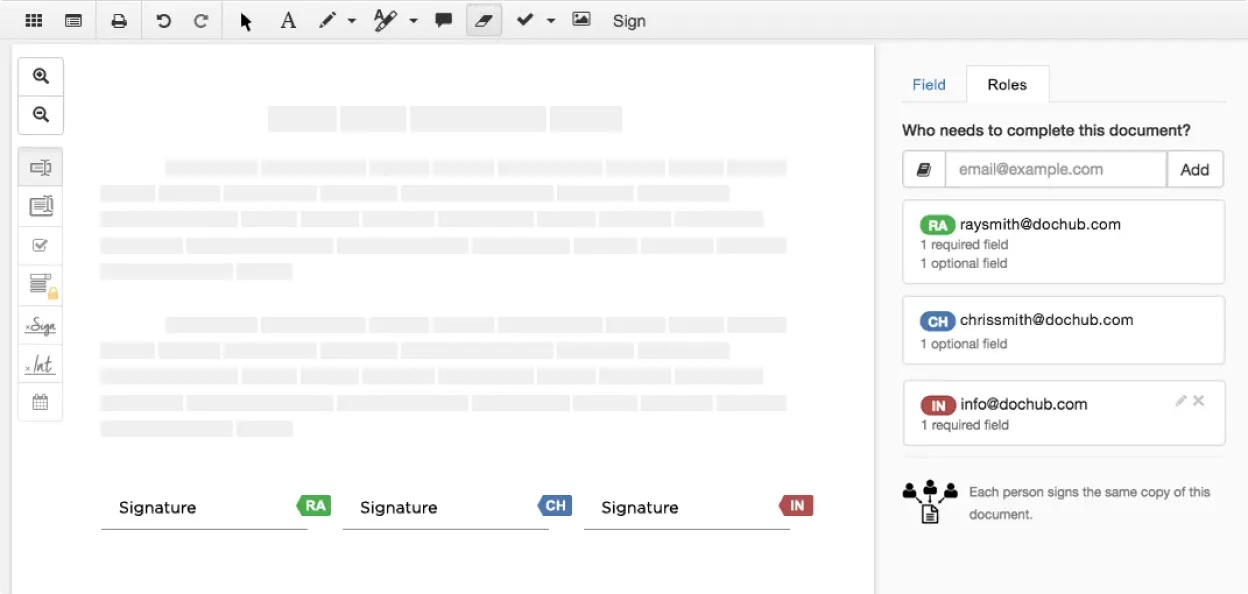 A Sign
Field Roles
Who needs to complete this document?
email@example.com Add
RA raysmith@dochub.com
1 required field
1 optional field
CH chrissmith@dochub.com
1 optional field
IN info@dochub.com
1 required field
Each person signs the same copy of this
document.
×Sign
×Int
Signature RA Signature CH Signature IN